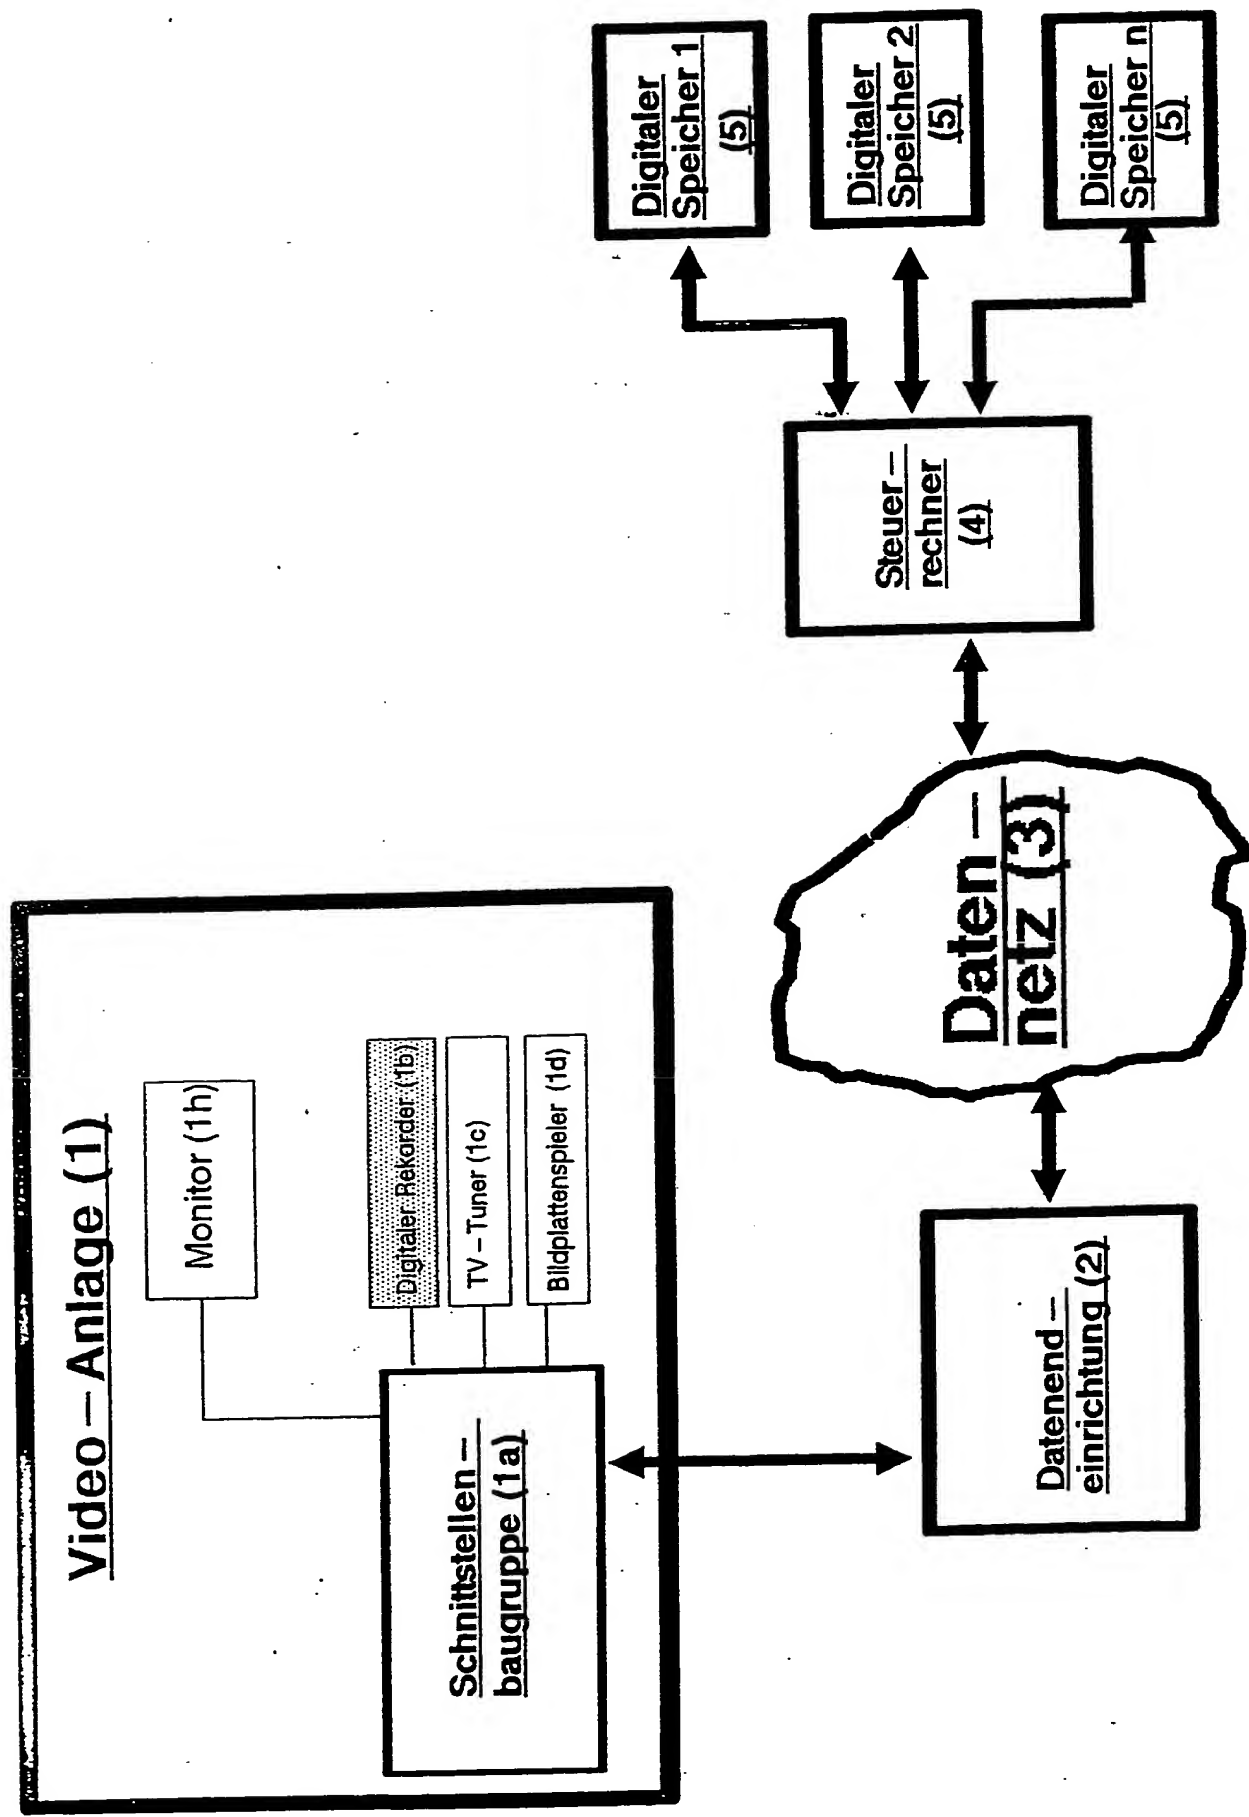 Video – Anlage (1)
Monitor (1h)
Schnittstellen –
baugruppe (1a)
Digitaler Rekorder (1b)
TV – Tuner (1c)
Bildplattenspieler (1d)
Datenend –
einrichtung (2)
Daten –
netz (3)
Steuer –
rechner
(4)
Digitaler
Speicher 1
(5)
Digitaler
Speicher 2
(5)
Digitaler
Speicher n
(5)